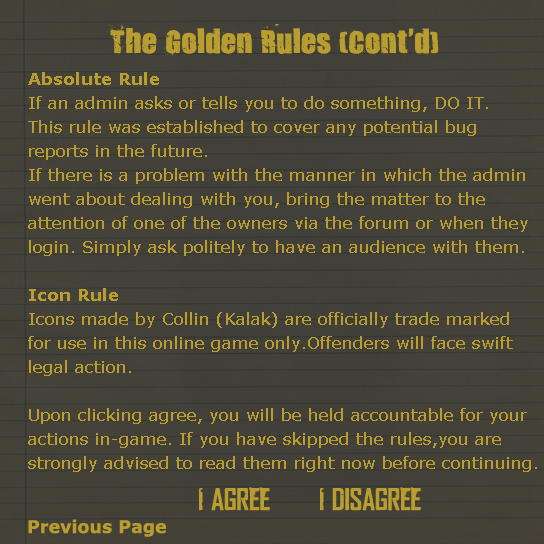 The Golden Rules (Cont'd)
Absolute Rule
If an admin asks or tells you to do something, DO IT.
This rule was established to cover any potential bug
reports in the future.
If there is a problem with the manner in which the admin
went about dealing with you, bring the matter to the
attention of one of the owners via the forum or when they
login. Simply ask politely to have an audience with them.
Icon Rule
Icons made by Collin (Kalak) are officially trade marked
for use in this online game only.Offenders will face swift
legal action.
Upon clicking agree, you will be held accountable for your
actions in-game. If you have skipped the rules,you are
strongly advised to read them right now before continuing.
I AGREE I DISAGREE
Previous Page